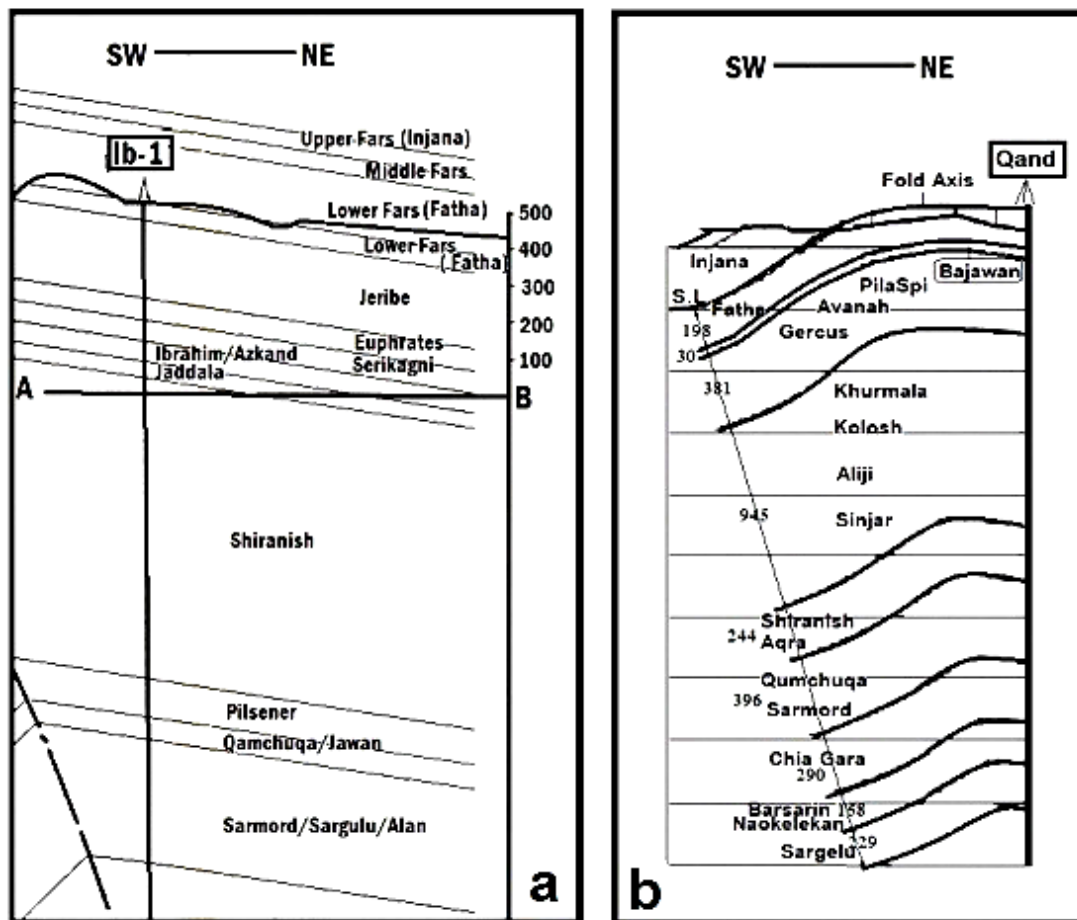 SW NE
Ib-1
Upper Fars (Injana)
Middle Fars
Lower Fars (Fatha)
Lower Fars
(Fatha)
Jeribe
Euphrates
Ibrahim/Azkand
Serikagni
Jaddala
500
400
300
200
100
A B
Shiranish
Pilsener
Qamchuqa/Jawan
Sarmord/Sargulu/Alan
a
SW NE
Qand
Fold Axis
Injana
Bajawan
PilaSpi
S.L
Fatha
Avanah
198
Gercus
30
381
Khurmala
Kolosh
Aliji
945
Sinjar
Shiranish
244
Aqra
Qumchuqa
396
Sarmord
Chia Gara
290
Barsarin 158
Naokelekan
229
Sargelu
b